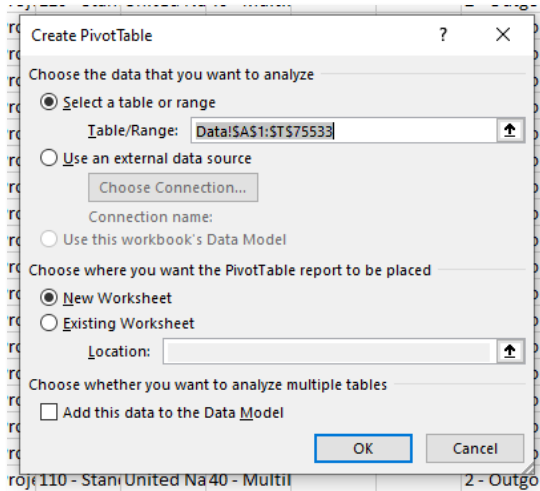 Create PivotTable ? ×
Choose the data that you want to analyze
Select a table or range
Table/Range: Data!$A$1:$T$75533
Use an external data source
Choose Connection...
Connection name:
Use this workbook's Data Model
Choose where you want the PivotTable report to be placed
New Worksheet
Existing Worksheet
Location:
Choose whether you want to analyze multiple tables
Add this data to the Data Model
OK Cancel
110 - Stan United Na 40 - Multil 2 - Outgo